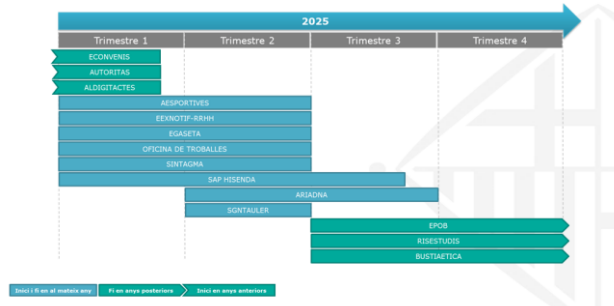 2025
Trimestre 1 Trimestre 2 Trimestre 3 Trimestre 4
ECONVENIS
AUTORITAS
ALDIGITACTES
AESPORTIVES
EEXNOTIF-RRHH
EGASETA
OFICINA DE TROBALLES
SINTAGMA
SAP HISENDA
ARIADNA
SGNTAULER
EPOB
RISESTUDIS
BUSTIAETICA
Inici i fi en al mateix any Fi en anys posteriors Inici en anys anteriors